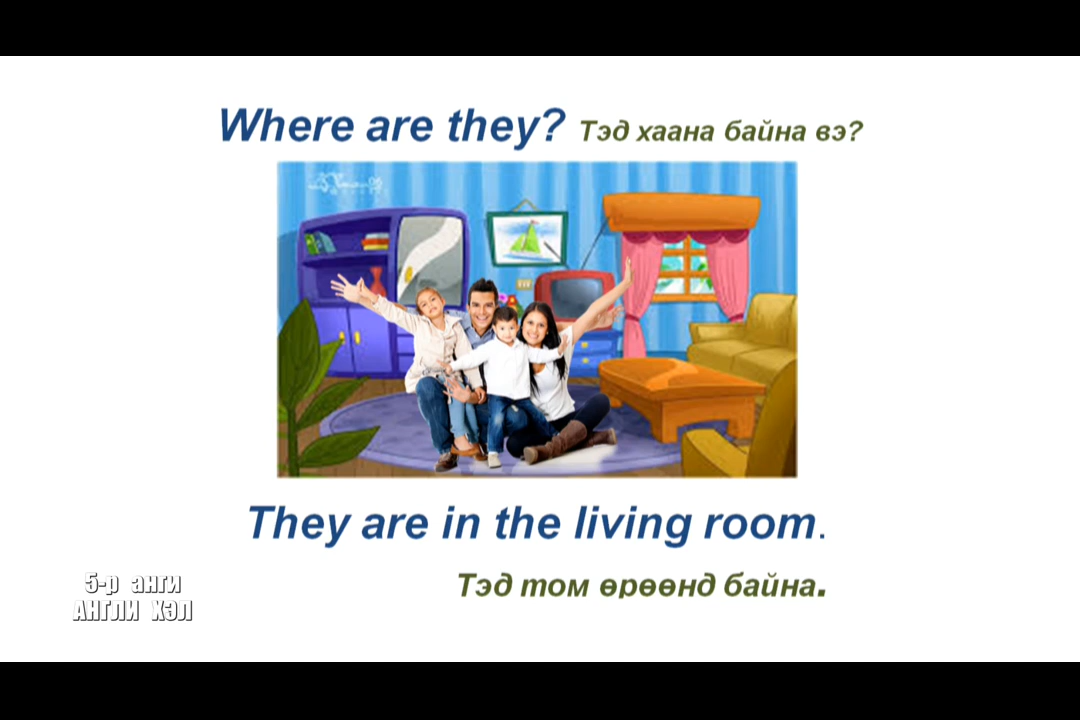 Where are they? Тэд хаана байна вэ?
They are in the living room.
Тэд том өрөөнд байна.
5-р анги
АНГЛИ ХЭЛ